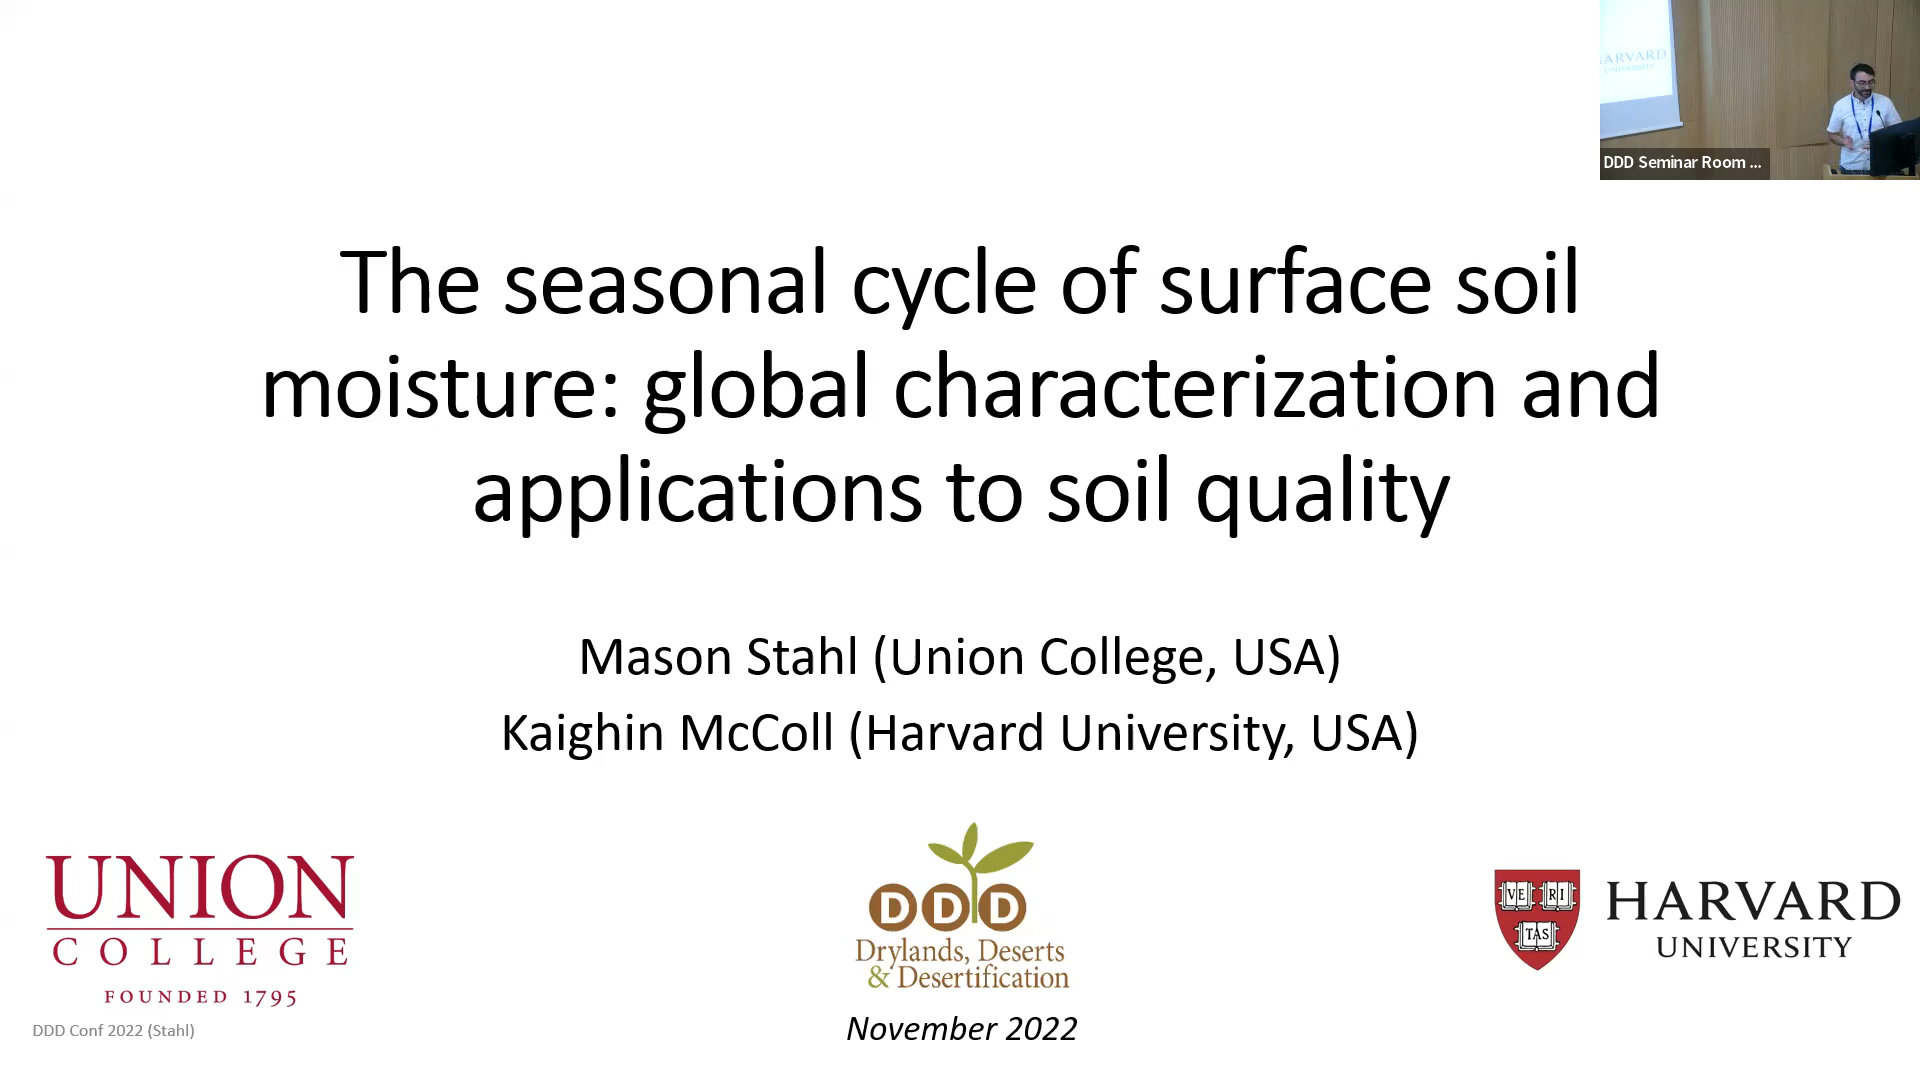 HARVARD
UNIVERSITY
DDD Seminar Room ...
The seasonal cycle of surface soil
moisture: global characterization and
applications to soil quality
Mason Stahl (Union College, USA)
Kaighin McColl (Harvard University, USA)
UNION
COLLEGE
FOUNDED 1795
DDD
Drylands, Deserts
& Desertification
VE RI
TAS
HARVARD
UNIVERSITY
DDD Conf 2022 (Stahl)
November 2022